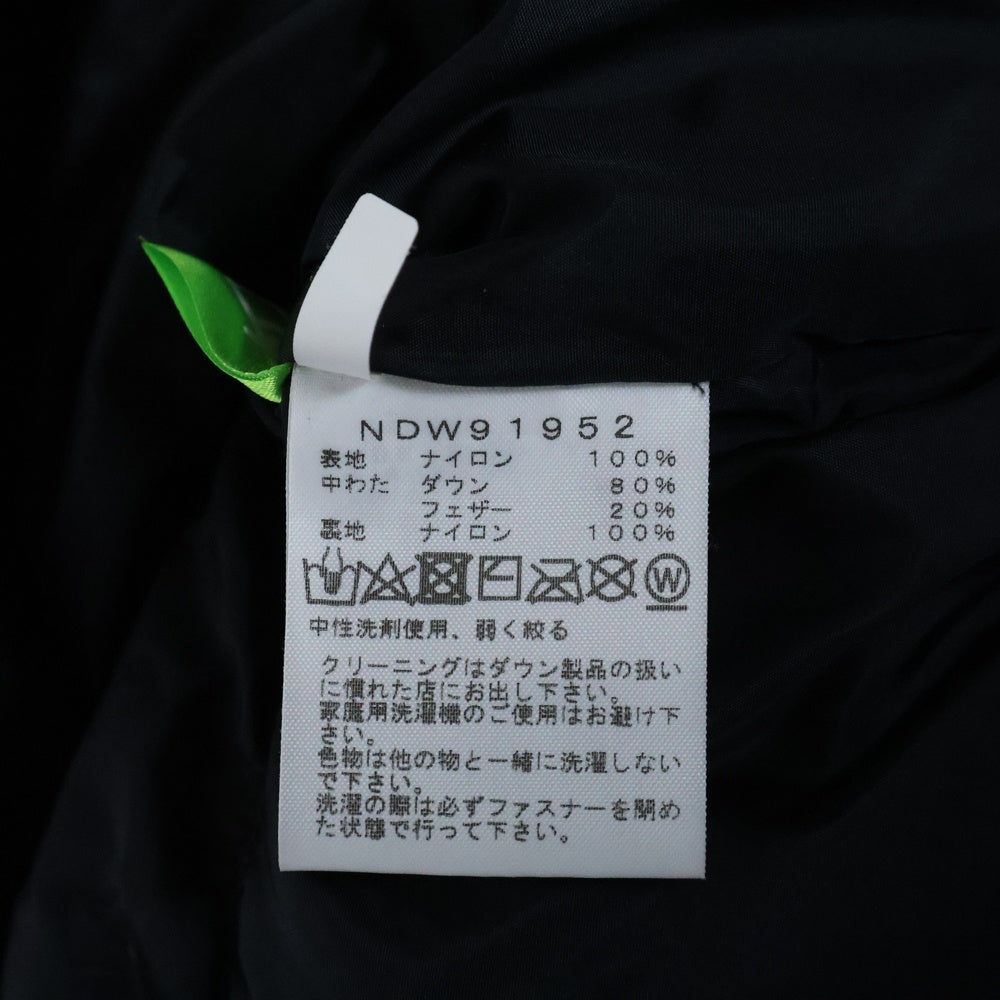 NDW91952
表地 ナイロン 100%
中わた ダウン 80%
フェザー 20%
裏地 ナイロン 100%
W
中性洗剤使用、弱く絞る
クリーニングはダウン製品の扱い
に慣れた店にお出し下さい。
家庭用洗濯機のご使用はお避け下
さい。
色物は他の物と一緒に洗濯しない
で下さい。
洗濯の際は必ずファスナーを閉め
た状態で行って下さい。